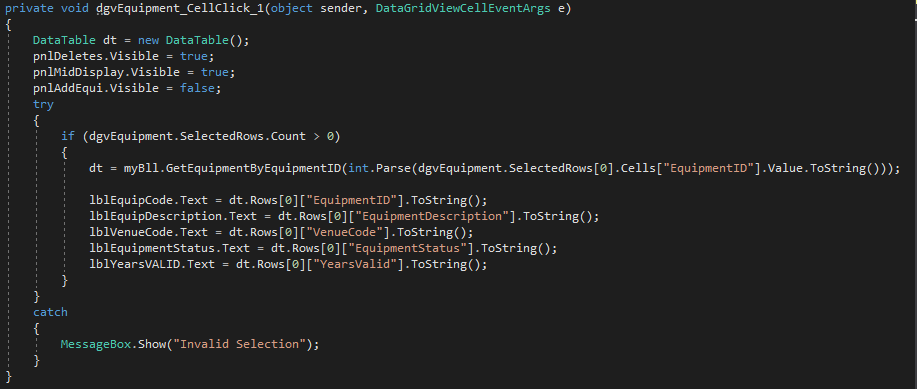 private void dgvEquipment_CellClick_1(object sender, DataGridViewCellEventArgs e)
{
DataTable dt = new DataTable();
pnlDeletes.Visible = true;
pnlMidDisplay.Visible = true;
pnlAddEqui.Visible = false;
try
{
if (dgvEquipment.SelectedRows.Count > 0)
{
dt = myBll.GetEquipmentByEquipmentID(int.Parse(dgvEquipment.SelectedRows[0].Cells["EquipmentID"].Value.ToString()));
lblEquipCode.Text = dt.Rows[0]["EquipmentID"].ToString();
lblEquipDescription.Text = dt.Rows[0]["EquipmentDescription"].ToString();
lblVenueCode.Text = dt.Rows[0]["VenueCode"].ToString();
lblEquipmentStatus.Text = dt.Rows[0]["EquipmentStatus"].ToString();
lblYearsVALID.Text = dt.Rows[0]["YearsValid"].ToString();
}
}
catch
{
MessageBox.Show("Invalid Selection");
}
}